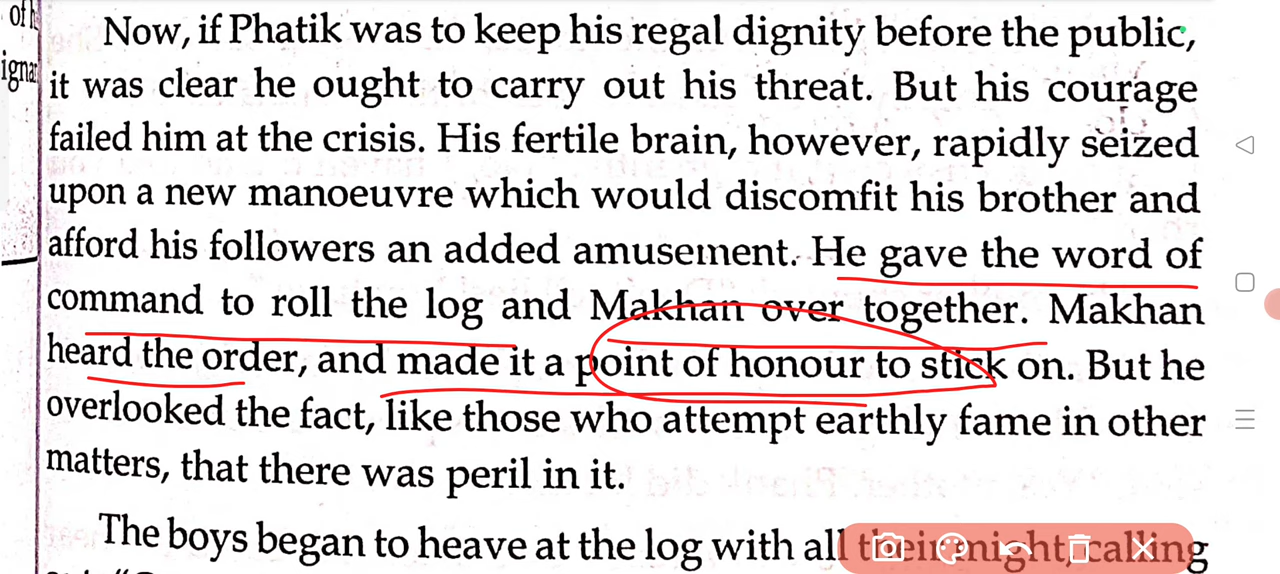 of h
Now, if Phatik was to keep his regal dignity before the public,
it was clear he ought to carry out his threat. But his courage
failed him at the crisis. His fertile brain, however, rapidly seized
upon a new manoeuvre which would discomfit his brother and
afford his followers an added amusement. He gave the word of
command to roll the log and Makhan over together. Makhan
heard the order, and made it a point of honour to stick on. But he
overlooked the fact, like those who attempt earthly fame in other
matters, that there was peril in it.
The boys began to heave at the log with all their might, calling